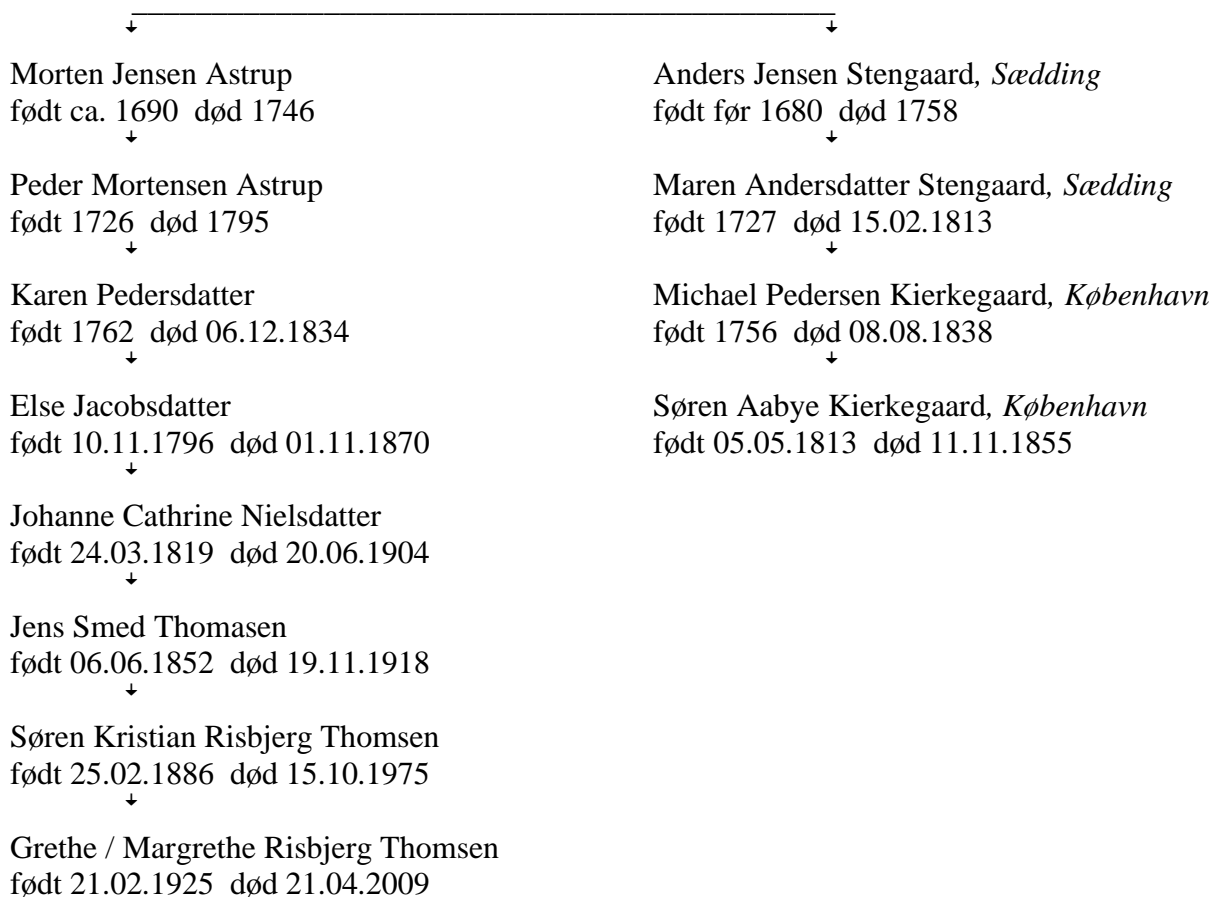 Morten Jensen Astrup
født ca. 1690 død 1746
Peder Mortensen Astrup
født 1726 død 1795
Karen Pedersdatter
født 1762 død 06.12.1834
Else Jacobsdatter
født 10.11.1796 død 01.11.1870
Johanne Cathrine Nielsdatter
født 24.03.1819 død 20.06.1904
Jens Smed Thomasen
født 06.06.1852 død 19.11.1918
Søren Kristian Risbjerg Thomsen
født 25.02.1886 død 15.10.1975
Grethe / Margrethe Risbjerg Thomsen
født 21.02.1925 død 21.04.2009
Anders Jensen Stengaard, Sædding
født før 1680 død 1758
Maren Andersdatter Stengaard, Sædding
født 1727 død 15.02.1813
Michael Pedersen Kierkegaard, København
født 1756 død 08.08.1838
Søren Aabye Kierkegaard, København
født 05.05.1813 død 11.11.1855